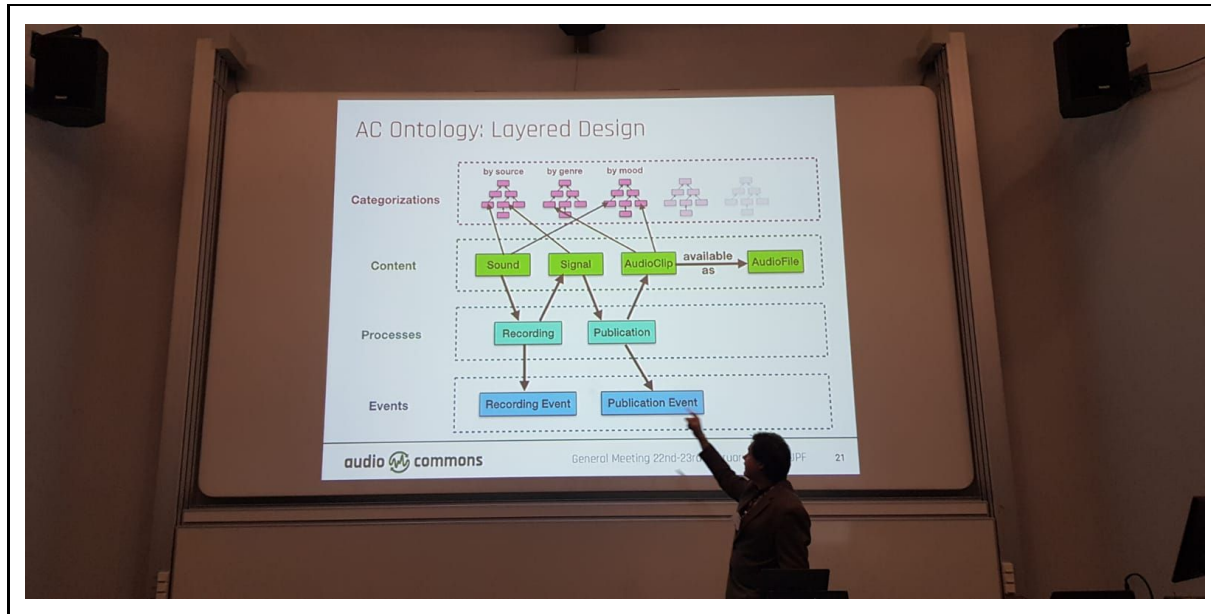 AC Ontology: Layered Design
by source by genre by mood
Categorizations
Content
Sound Signal AudioClip available as AudioFile
Processes
Recording Publication
Events
Recording Event Publication Event
audio commons
General Meeting 22nd-23rd UPF 21